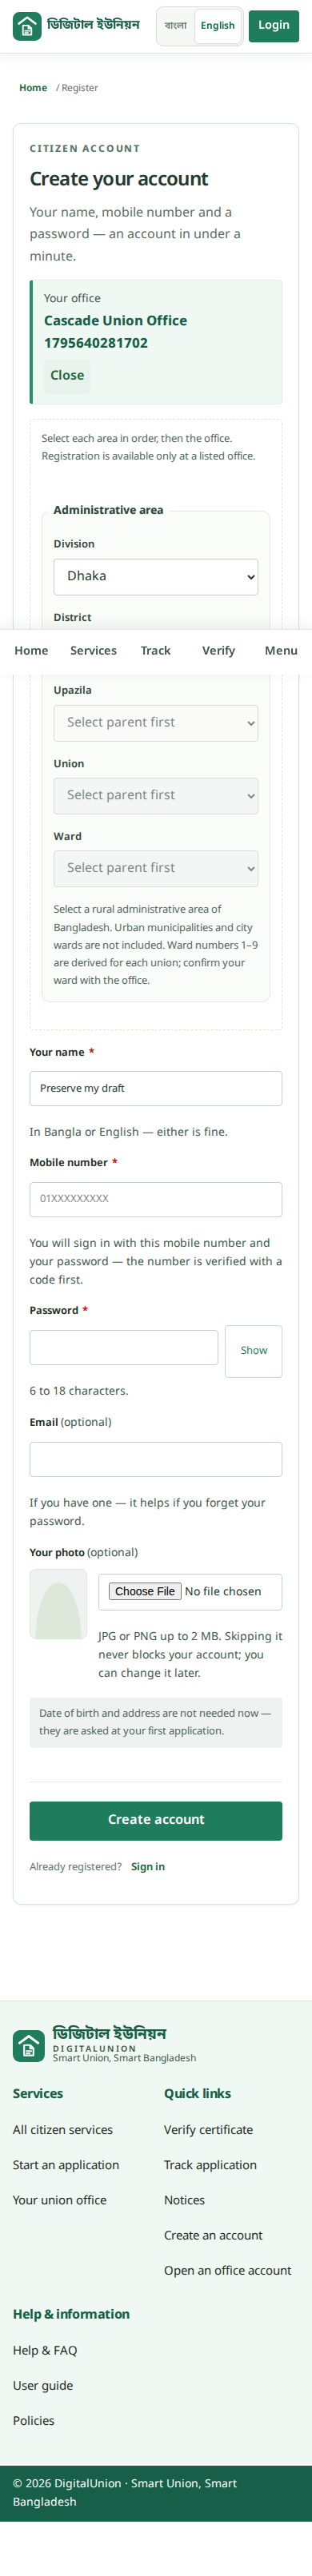 ডিজিটাল ইউনিয়ন
বাংলা
English
Login
Home / Register
CITIZEN ACCOUNT
Create your account
Your name, mobile number and a
password — an account in under a
minute.
Your office
Cascade Union Office
1795640281702
Close
Select each area in order, then the office.
Registration is available only at a listed office.
Administrative area
Division
Dhaka
District
Home Services Track Verify Menu
Upazila
Select parent first
Union
Select parent first
Ward
Select parent first
Select a rural administrative area of
Bangladesh. Urban municipalities and city
wards are not included. Ward numbers 1–9
are derived for each union; confirm your
ward with the office.
Your name *
Preserve my draft
In Bangla or English — either is fine.
Mobile number *
01XXXXXXXXX
You will sign in with this mobile number and
your password — the number is verified with a
code first.
Password *
Show
6 to 18 characters.
Email (optional)
If you have one — it helps if you forget your
password.
Your photo (optional)
Choose File No file chosen
JPG or PNG up to 2 MB. Skipping it
never blocks your account; you
can change it later.
Date of birth and address are not needed now —
they are asked at your first application.
Create account
Already registered? Sign in
ডিজিটাল ইউনিয়ন
DIGITALUNION
Smart Union, Smart Bangladesh
Services
All citizen services
Start an application
Your union office
Quick links
Verify certificate
Track application
Notices
Create an account
Open an office account
Help & information
Help & FAQ
User guide
Policies
© 2026 DigitalUnion · Smart Union, Smart
Bangladesh